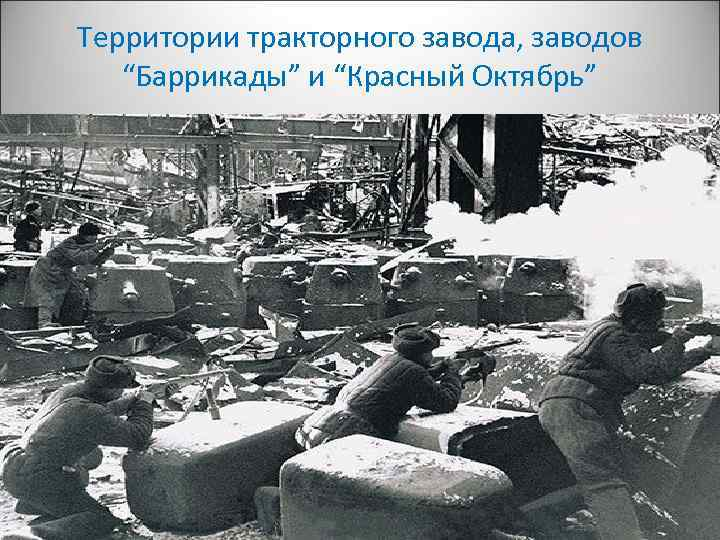 Территории тракторного завода, заводов
“Баррикады” и “Красный Октябрь”